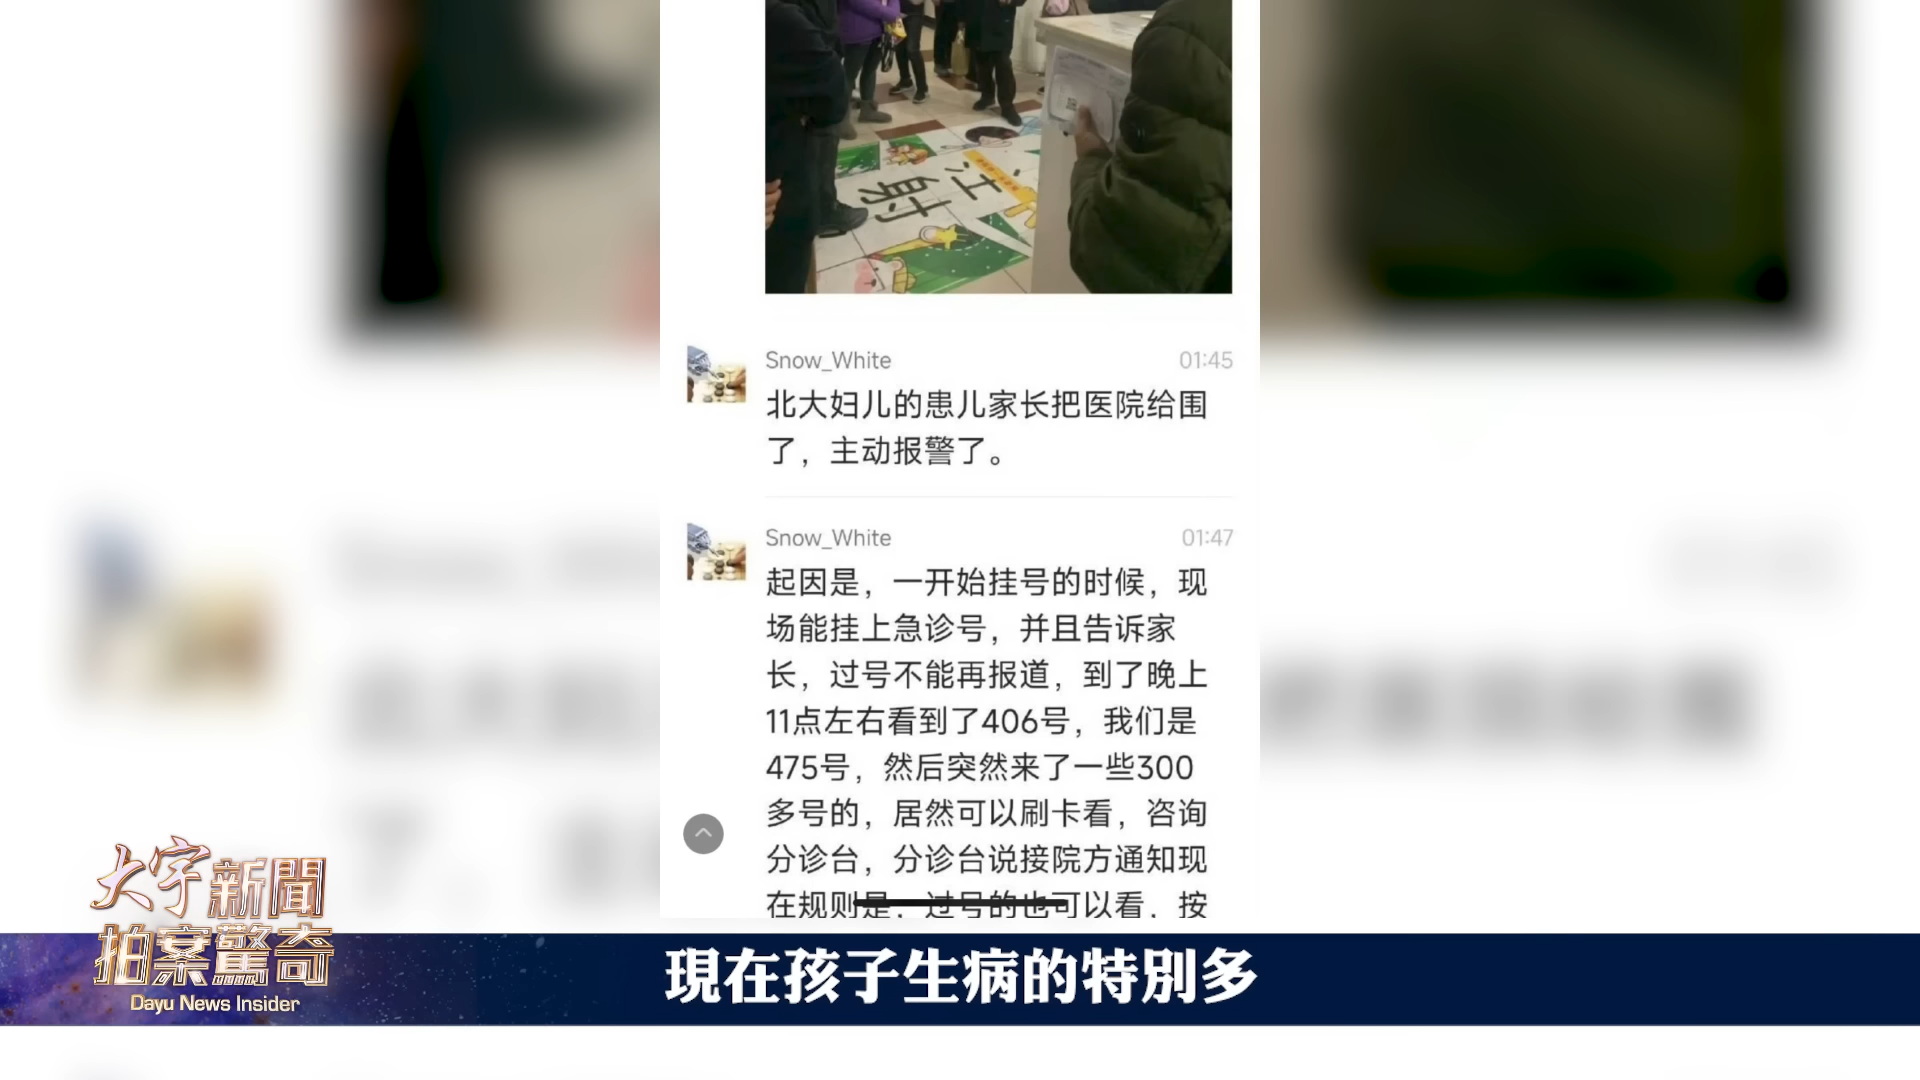 注射
Snow_White
01:45
北大妇儿的患儿家长把医院给围
了，主动报警了。
Snow_White
01:47
起因是，一开始挂号的时候，现
场能挂上急诊号，并且告诉家
长，过号不能再报道，到了晚上
11点左右看到了406号，我们是
475号，然后突然来了一些300
多号的，居然可以刷卡看，咨询
分诊台，分诊台说接院方通知现
在规则是，过号的也可以看，按
大宇新聞
拍案驚奇
Dayu News Insider
現在孩子生病的特別多